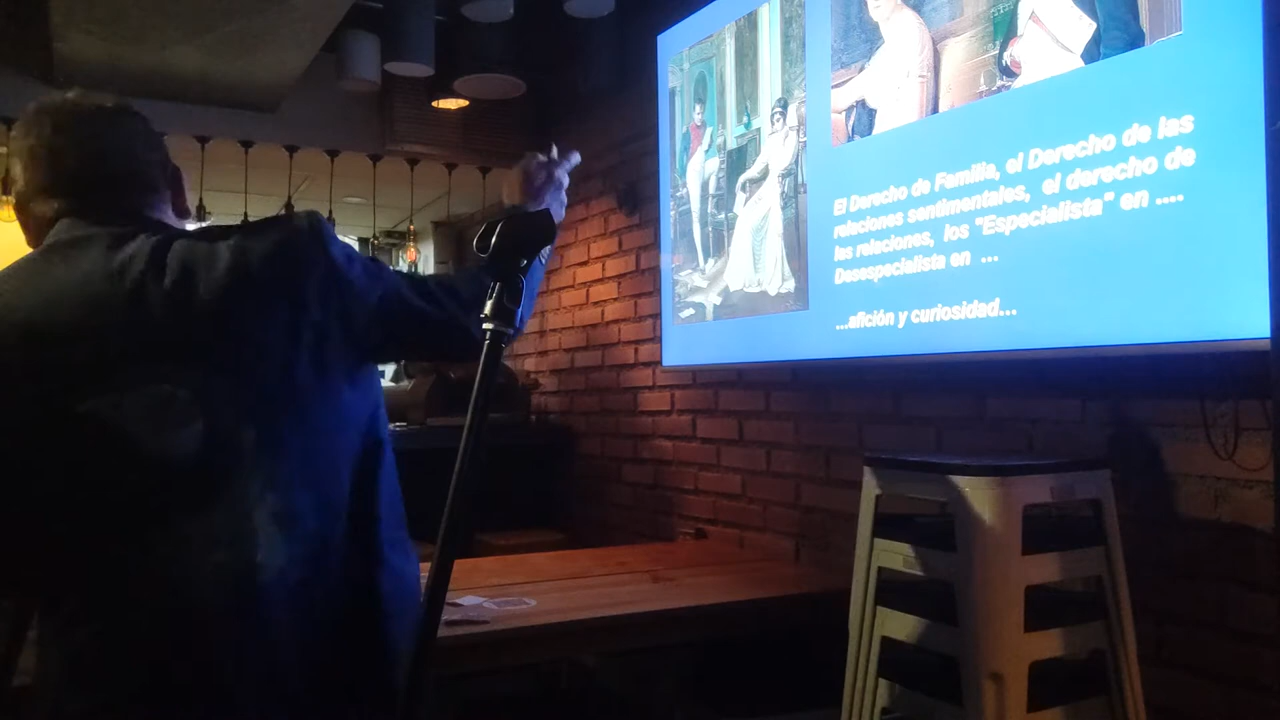 El Derecho de Familia, el Derecho de las
relaciones sentimentales, el derecho de
las relaciones, los "Especialista" en ....
Desespecialista en ...
...afición y curiosidad...